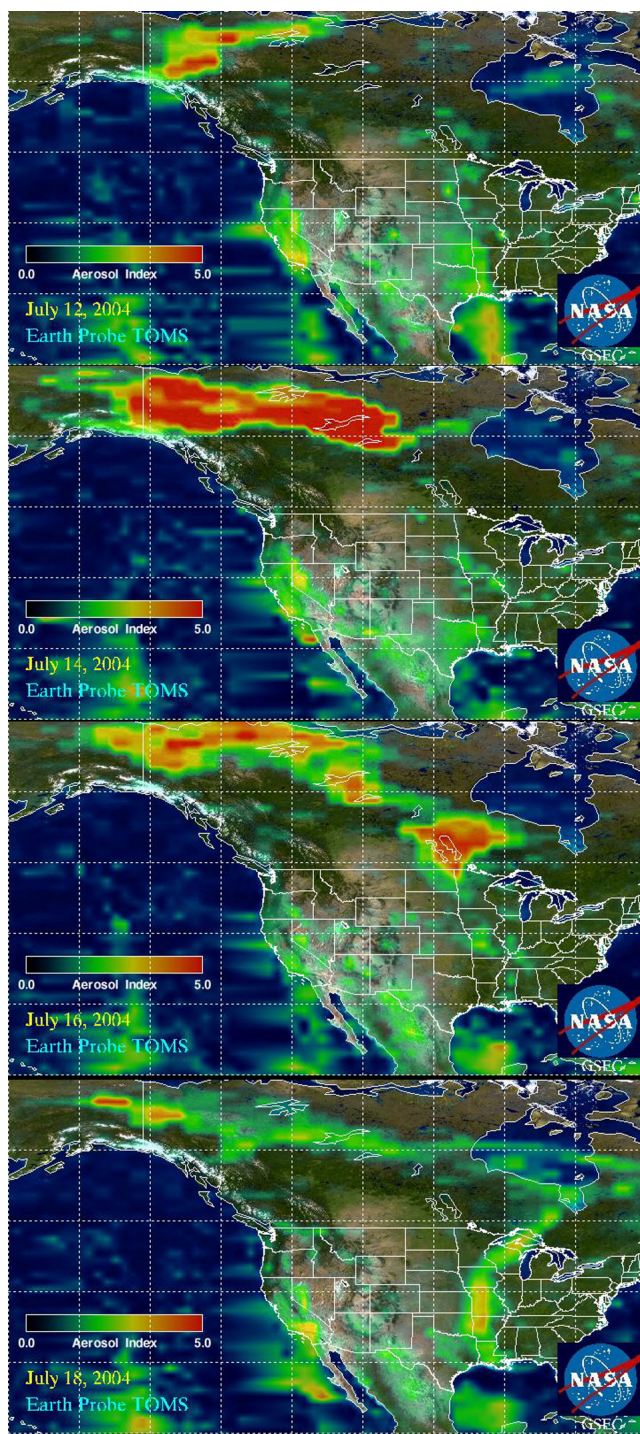 0.0 Aerosol Index 5.0
July 12, 2004
Earth Probe TOMS
NASA
GSFC
0.0 Aerosol Index 5.0
July 14, 2004
Earth Probe TOMS
NASA
GSFC
0.0 Aerosol Index 5.0
July 16, 2004
Earth Probe TOMS
NASA
GSFC
0.0 Aerosol Index 5.0
July 18, 2004
Earth Probe TOMS
NASA
GSFC